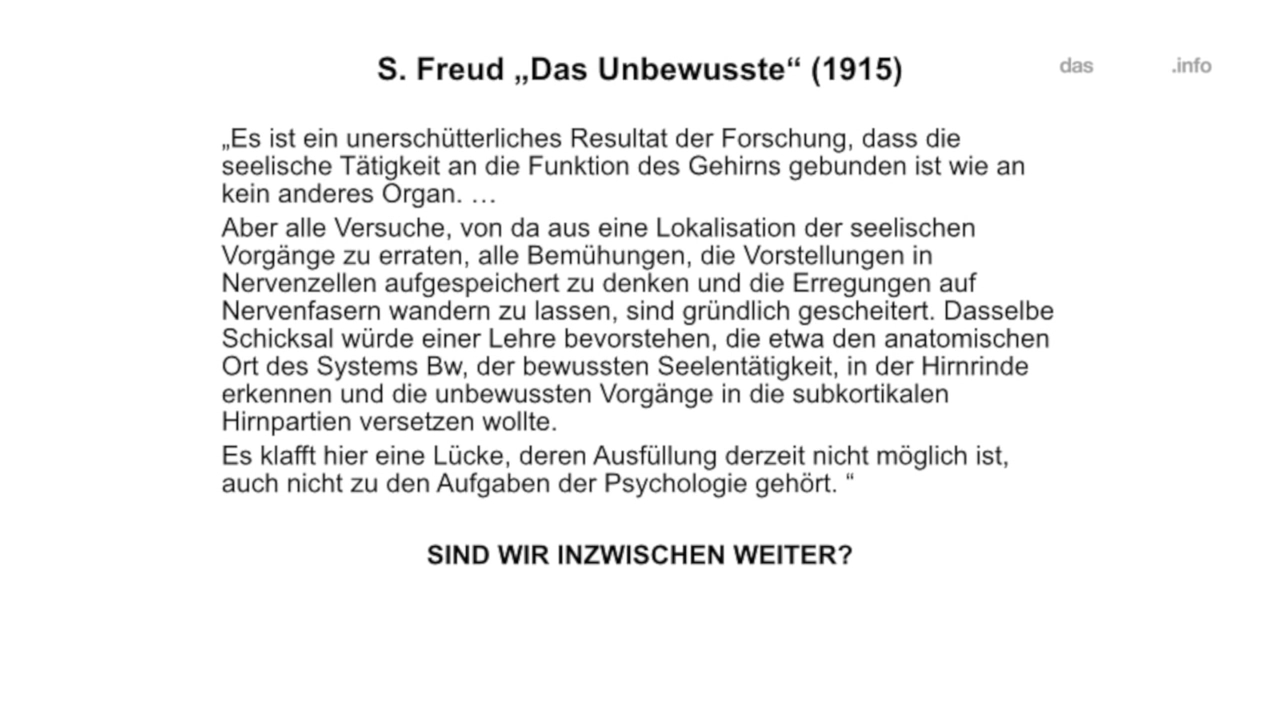 S. Freud „Das Unbewusste“ (1915)
das .info
„Es ist ein unerschütterliches Resultat der Forschung, dass die
seelische Tätigkeit an die Funktion des Gehirns gebunden ist wie an
kein anderes Organ. …
Aber alle Versuche, von da aus eine Lokalisation der seelischen
Vorgänge zu erraten, alle Bemühungen, die Vorstellungen in
Nervenzellen aufgespeichert zu denken und die Erregungen auf
Nervenfasern wandern zu lassen, sind gründlich gescheitert. Dasselbe
Schicksal würde einer Lehre bevorstehen, die etwa den anatomischen
Ort des Systems Bw, der bewussten Seelentätigkeit, in der Hirnrinde
erkennen und die unbewussten Vorgänge in die subkortikalen
Hirnpartien versetzen wollte.
Es klafft hier eine Lücke, deren Ausfüllung derzeit nicht möglich ist,
auch nicht zu den Aufgaben der Psychologie gehört. “
SIND WIR INZWISCHEN WEITER?